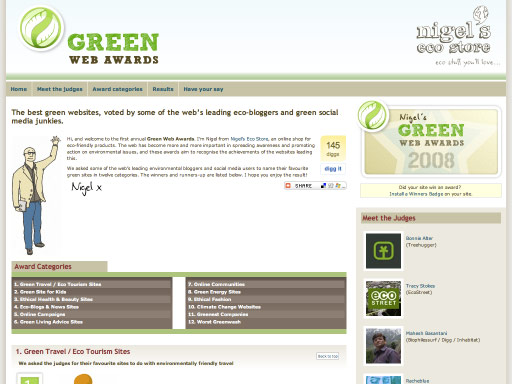 GREEN
WEB AWARDS
nigel's
eco store
eco stuff you'll love...
Home
Meet the judges
Award categories
Results
Have your say
The best green websites, voted by some of the web's leading eco-bloggers and green social
media junkies.
Hi, and welcome to the first annual Green Web Awards. I'm Nigel from Nigel's Eco Store, an online shop for
eco-friendly products. The web has become more and more important in spreading awareness and promoting
action on environmental issues, and these awards aim to recognise the achievements of the websites leading
this.
We asked some of the web's leading environmental bloggers and social media users to name their favourite
green sites in twelve categories. The winners and runners-up are listed below. I hope you enjoy the result!
Nigel x
145
diggs
digg it
SHARE
Nigel's
GREEN
WEB AWARDS
2008
Did your site win an award?
Install a Winners Badge on your site.
Award Categories
1. Green Travel / Eco Tourism Sites
2. Green Site for Kids
3. Ethical Health & Beauty Sites
4. Eco-Blogs & News Sites
5. Online Campaigns
6. Green Living Advice Sites
7. Online Communities
8. Green Energy Sites
9. Ethical Fashion
10. Climate Change Websites
11. Greenest Companies
12. Worst Greenwash
Meet the Judges
Bonnie Alter
(Treehugger)
eco
STREET
Tracy Stokes
(EcoStreet)
Mahesh Basantani
/ Digg / Inhabitat)
1. Green Travel / Eco Tourism Sites
Back to top
We asked the judges for their favourite sites to do with environmentally friendly travel
1